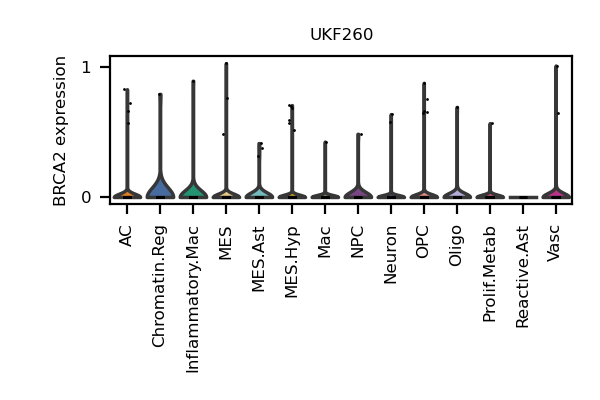 UKF260
BRCA2 expression
1
0
AC
Chromatin.Reg
Inflammatory.Mac
MES
MES.Ast
MES.Hyp
Mac
NPC
Neuron
OPC
Oligo
Prolif.Metab
Reactive.Ast
Vasc